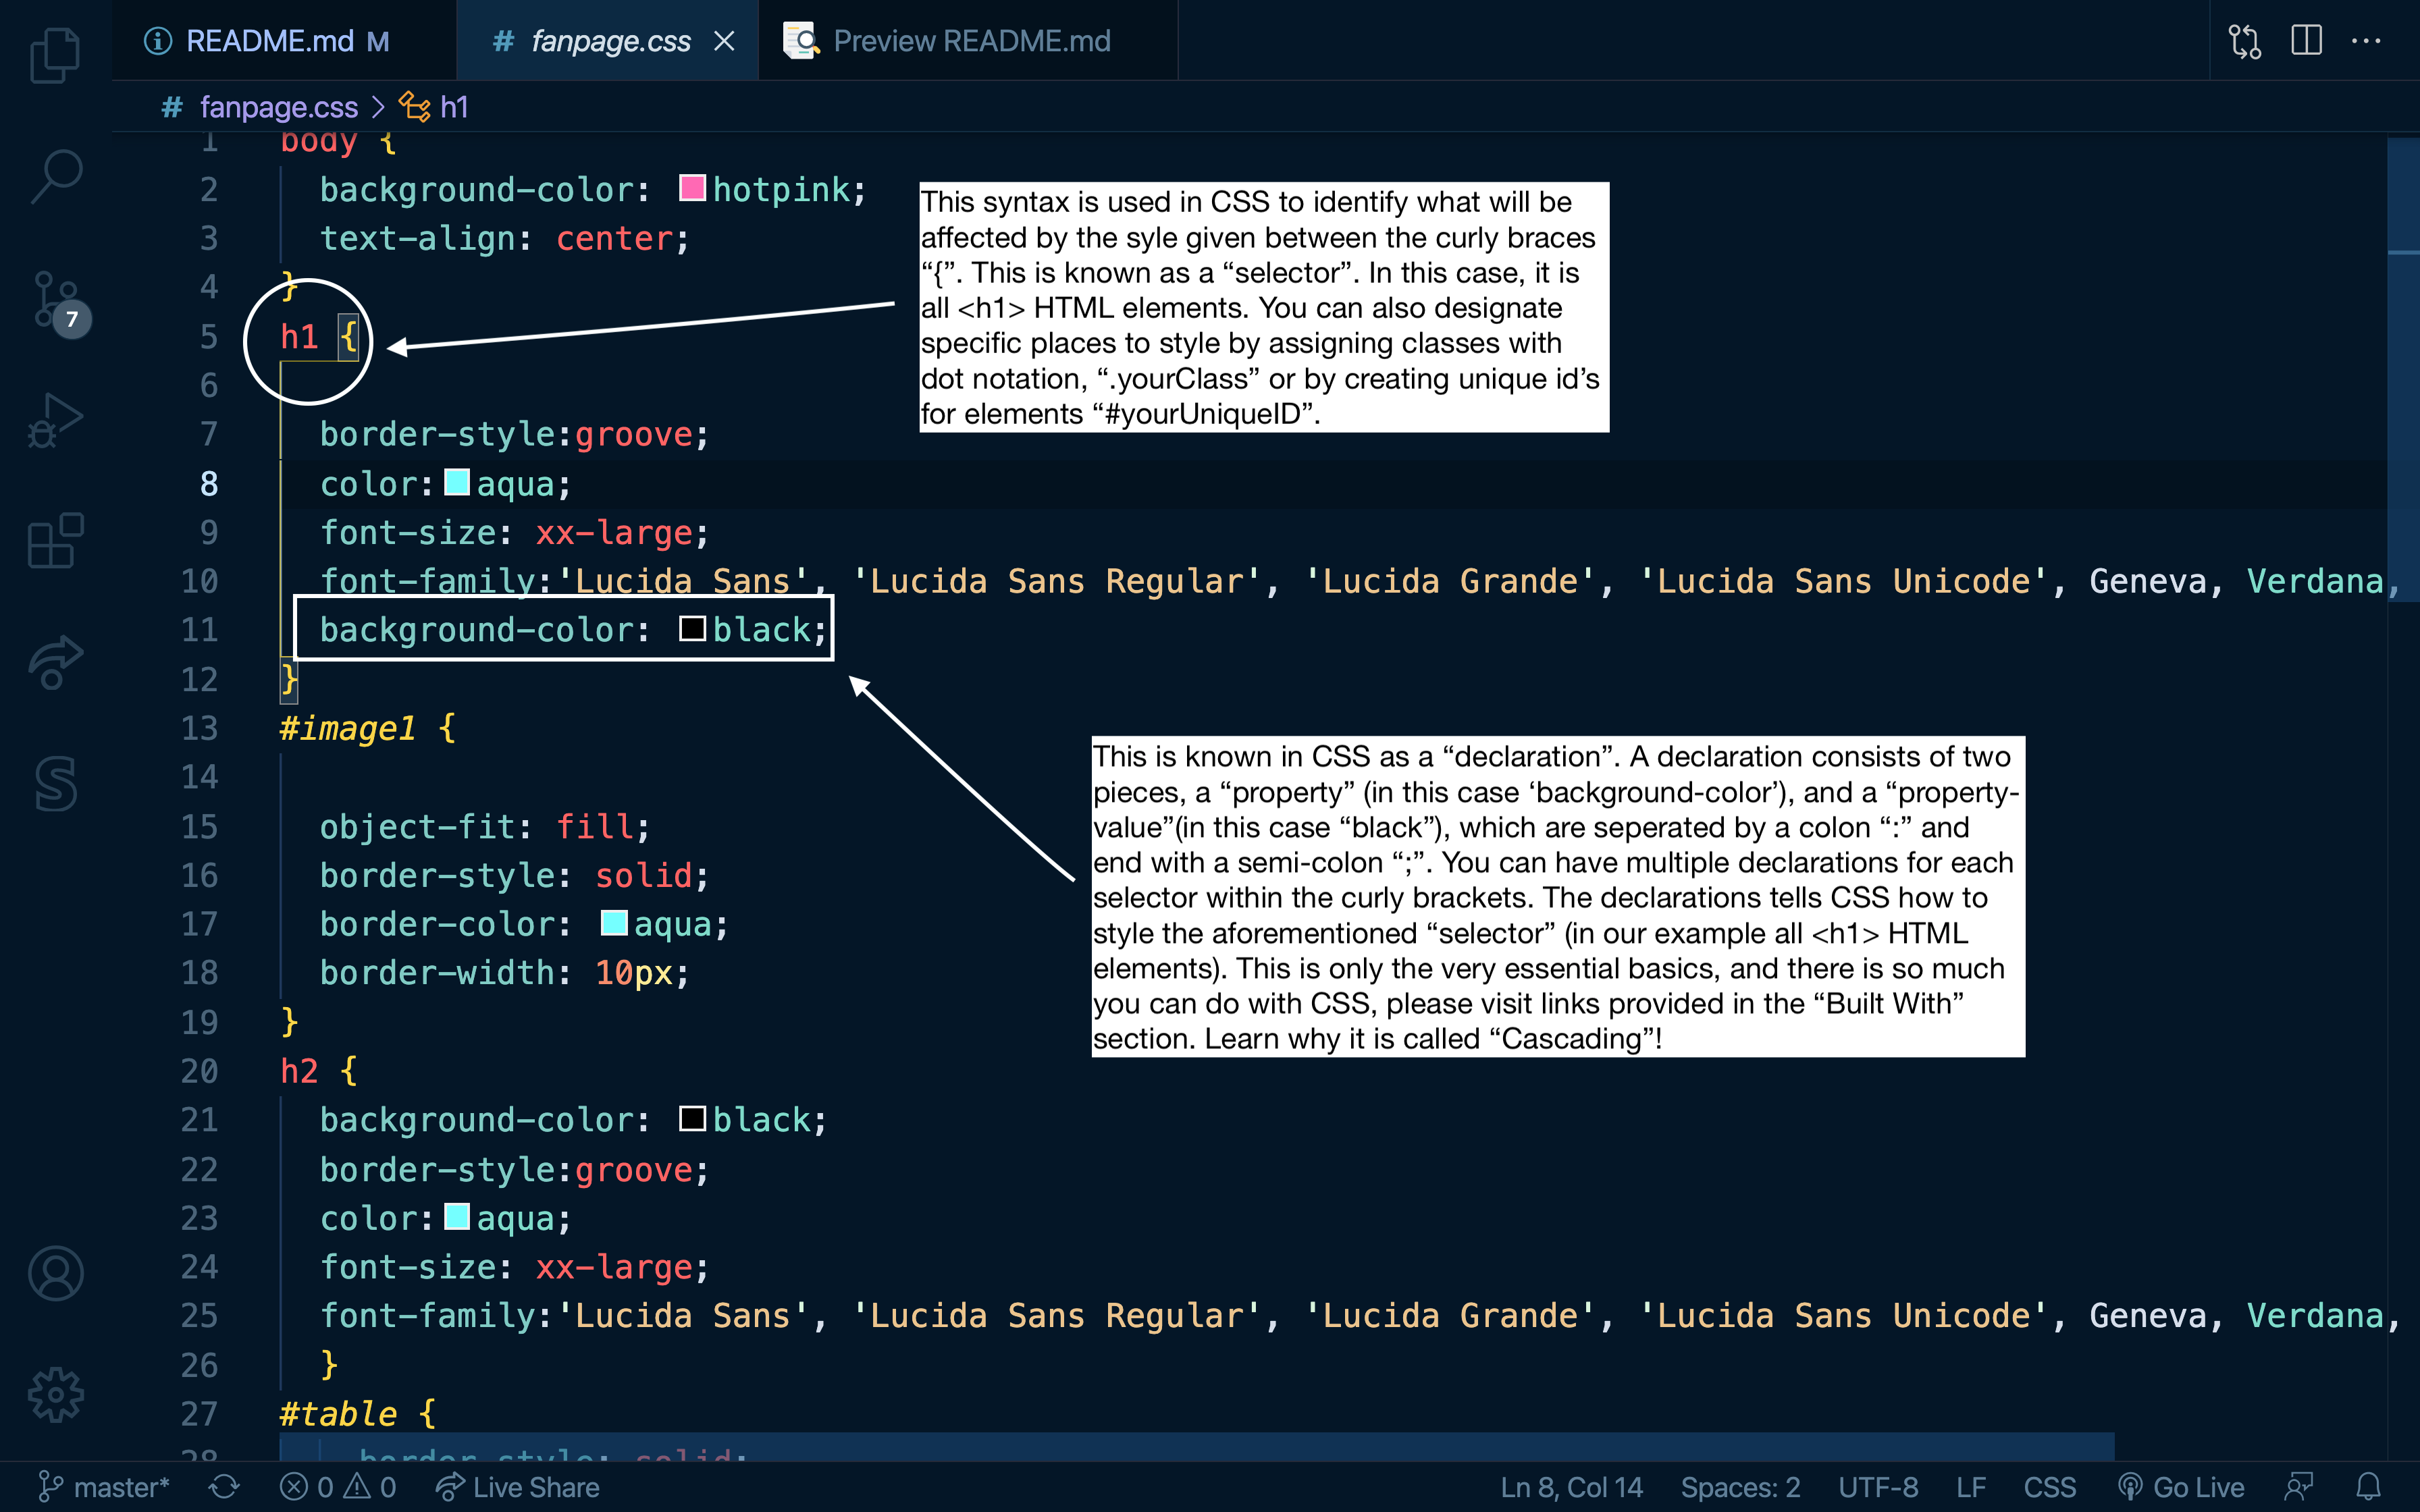 README.md M
fanpage.css
Preview README.md
# fanpage.css > h1
1 body {
2 background-color: hotpink;
3 text-align: center;
4 }
5 h1 {
6
7 border-style:groove;
8 color: aqua;
9 font-size: xx-large;
10 font-family:'Lucida Sans', 'Lucida Sans Regular', 'Lucida Grande', 'Lucida Sans Unicode', Geneva, Verdana,
11 background-color: black;
12 }
13 #image1 {
14
15 object-fit: fill;
16 border-style: solid;
17 border-color: aqua;
18 border-width: 10px;
19 }
20 h2 {
21 background-color: black;
22 border-style:groove;
23 color: aqua;
24 font-size: xx-large;
25 font-family:'Lucida Sans', 'Lucida Sans Regular', 'Lucida Grande', 'Lucida Sans Unicode', Geneva, Verdana,
26 }
27 #table {
28 border-style: solid;
This syntax is used in CSS to identify what will be
affected by the syle given between the curly braces
“{”. This is known as a “selector”. In this case, it is
all <h1> HTML elements. You can also designate
specific places to style by assigning classes with
dot notation, “.yourClass” or by creating unique id’s
for elements “#yourUniqueID”.
This is known in CSS as a “declaration”. A declaration consists of two
pieces, a “property” (in this case ‘background-color’), and a “property-
value”(in this case “black”), which are seperated by a colon “:” and
end with a semi-colon “;”. You can have multiple declarations for each
selector within the curly brackets. The declarations tells CSS how to
style the aforementioned “selector” (in our example all <h1> HTML
elements). This is only the very essential basics, and there is so much
you can do with CSS, please visit links provided in the “Built With”
section. Learn why it is called “Cascading”!
7
master* 0 0 Live Share Ln 8, Col 14 Spaces: 2 UTF-8 LF CSS Go Live